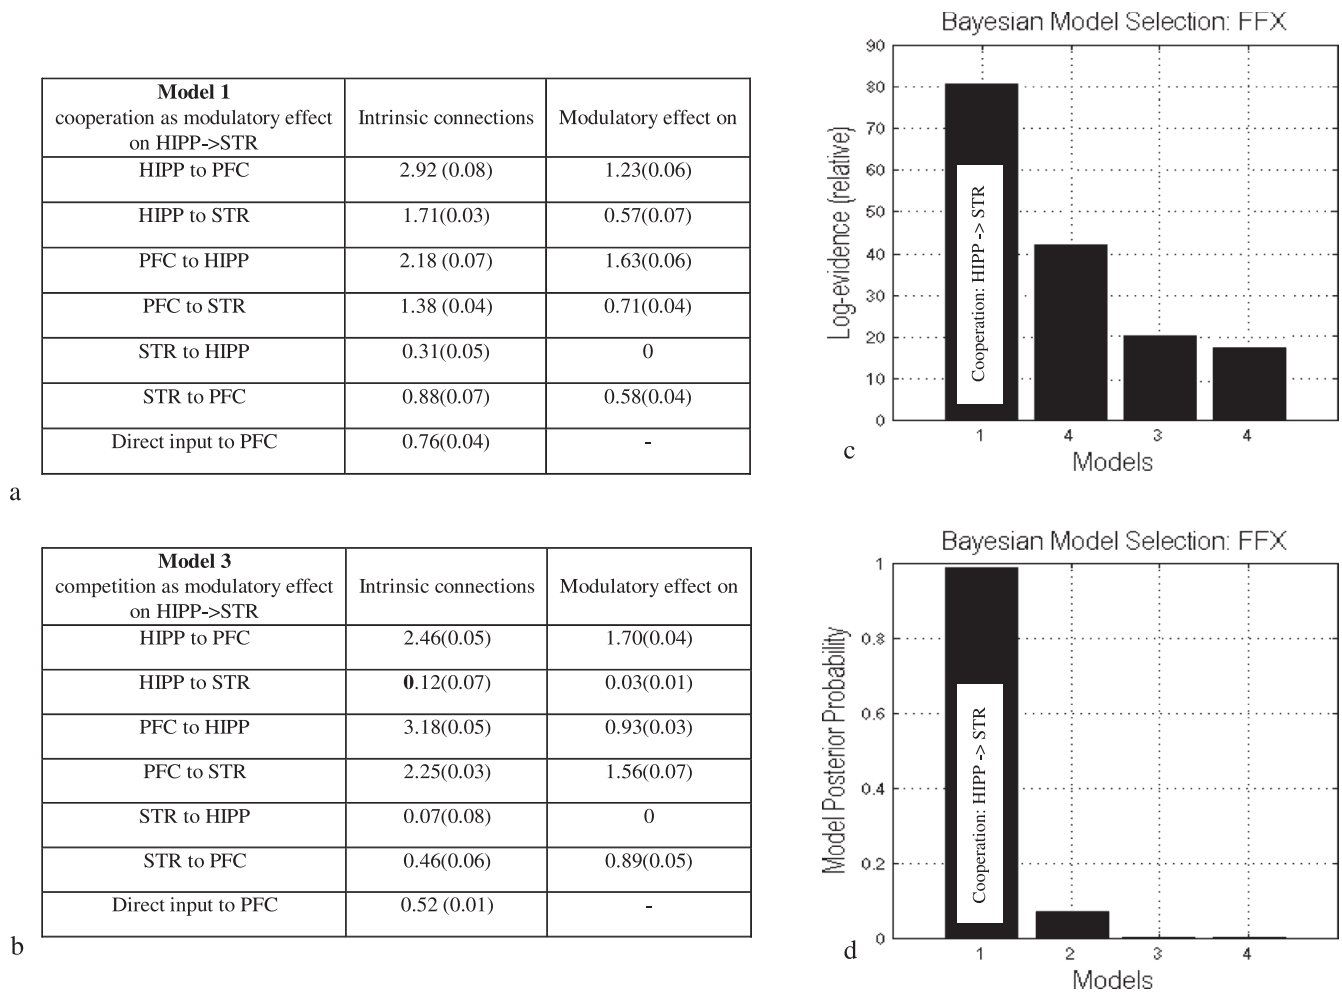 Model 1
cooperation as modulatory effect
on HIPP->STR
Intrinsic connections
Modulatory effect on
HIPP to PFC 2.92 (0.08) 1.23(0.06)
HIPP to STR 1.71(0.03) 0.57(0.07)
PFC to HIPP 2.18 (0.07) 1.63(0.06)
PFC to STR 1.38 (0.04) 0.71(0.04)
STR to HIPP 0.31(0.05) 0
STR to PFC 0.88(0.07) 0.58(0.04)
Direct input to PFC 0.76(0.04) -
a
Model 3
competition as modulatory effect
on HIPP->STR
Intrinsic connections
Modulatory effect on
HIPP to PFC 2.46(0.05) 1.70(0.04)
HIPP to STR 0.12(0.07) 0.03(0.01)
PFC to HIPP 3.18(0.05) 0.93(0.03)
PFC to STR 2.25(0.03) 1.56(0.07)
STR to HIPP 0.07(0.08) 0
STR to PFC 0.46(0.06) 0.89(0.05)
Direct input to PFC 0.52 (0.01) -
b
Bayesian Model Selection: FFX
90
80
70
60
50
40
30
20
10
0
Log-evidence (relative)
Cooperation: HIPP -> STR
1 4 3 4
Models
c
Bayesian Model Selection: FFX
1
0.8
0.6
0.4
0.2
0
Model Posterior Probability
Cooperation: HIPP -> STR
1 2 3 4
Models
d